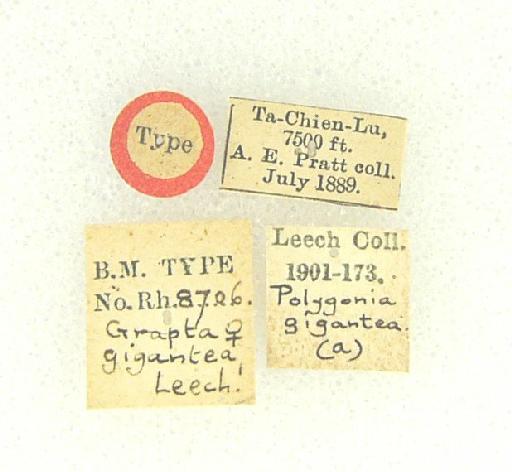 Type
Ta-Chien-Lu,
7500 ft.
A. E. Pratt coll.
July 1889.
B.M. TYPE
No. Rh. 8706.
Grapta ♀
gigantea
Leech.
Leech Coll.
1901-173.
Polygonia
gigantea.
(a)